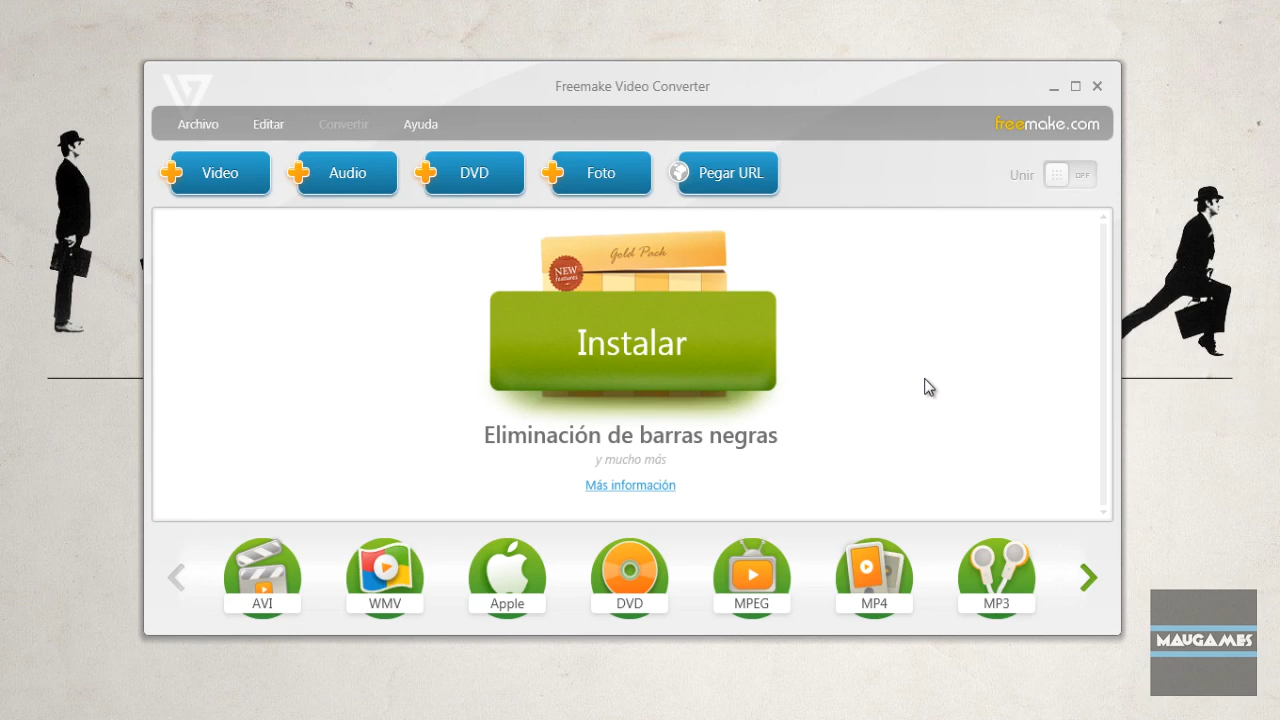 Freemake Video Converter
Archivo Editar Convertir Ayuda freemake.com
Video Audio DVD Foto Pegar URL Unir OFF
Gold Pack
NEW
features
Instalar
Eliminación de barras negras
y mucho más
Más información
AVI WMV Apple DVD MPEG MP4 MP3
MAUGAMES